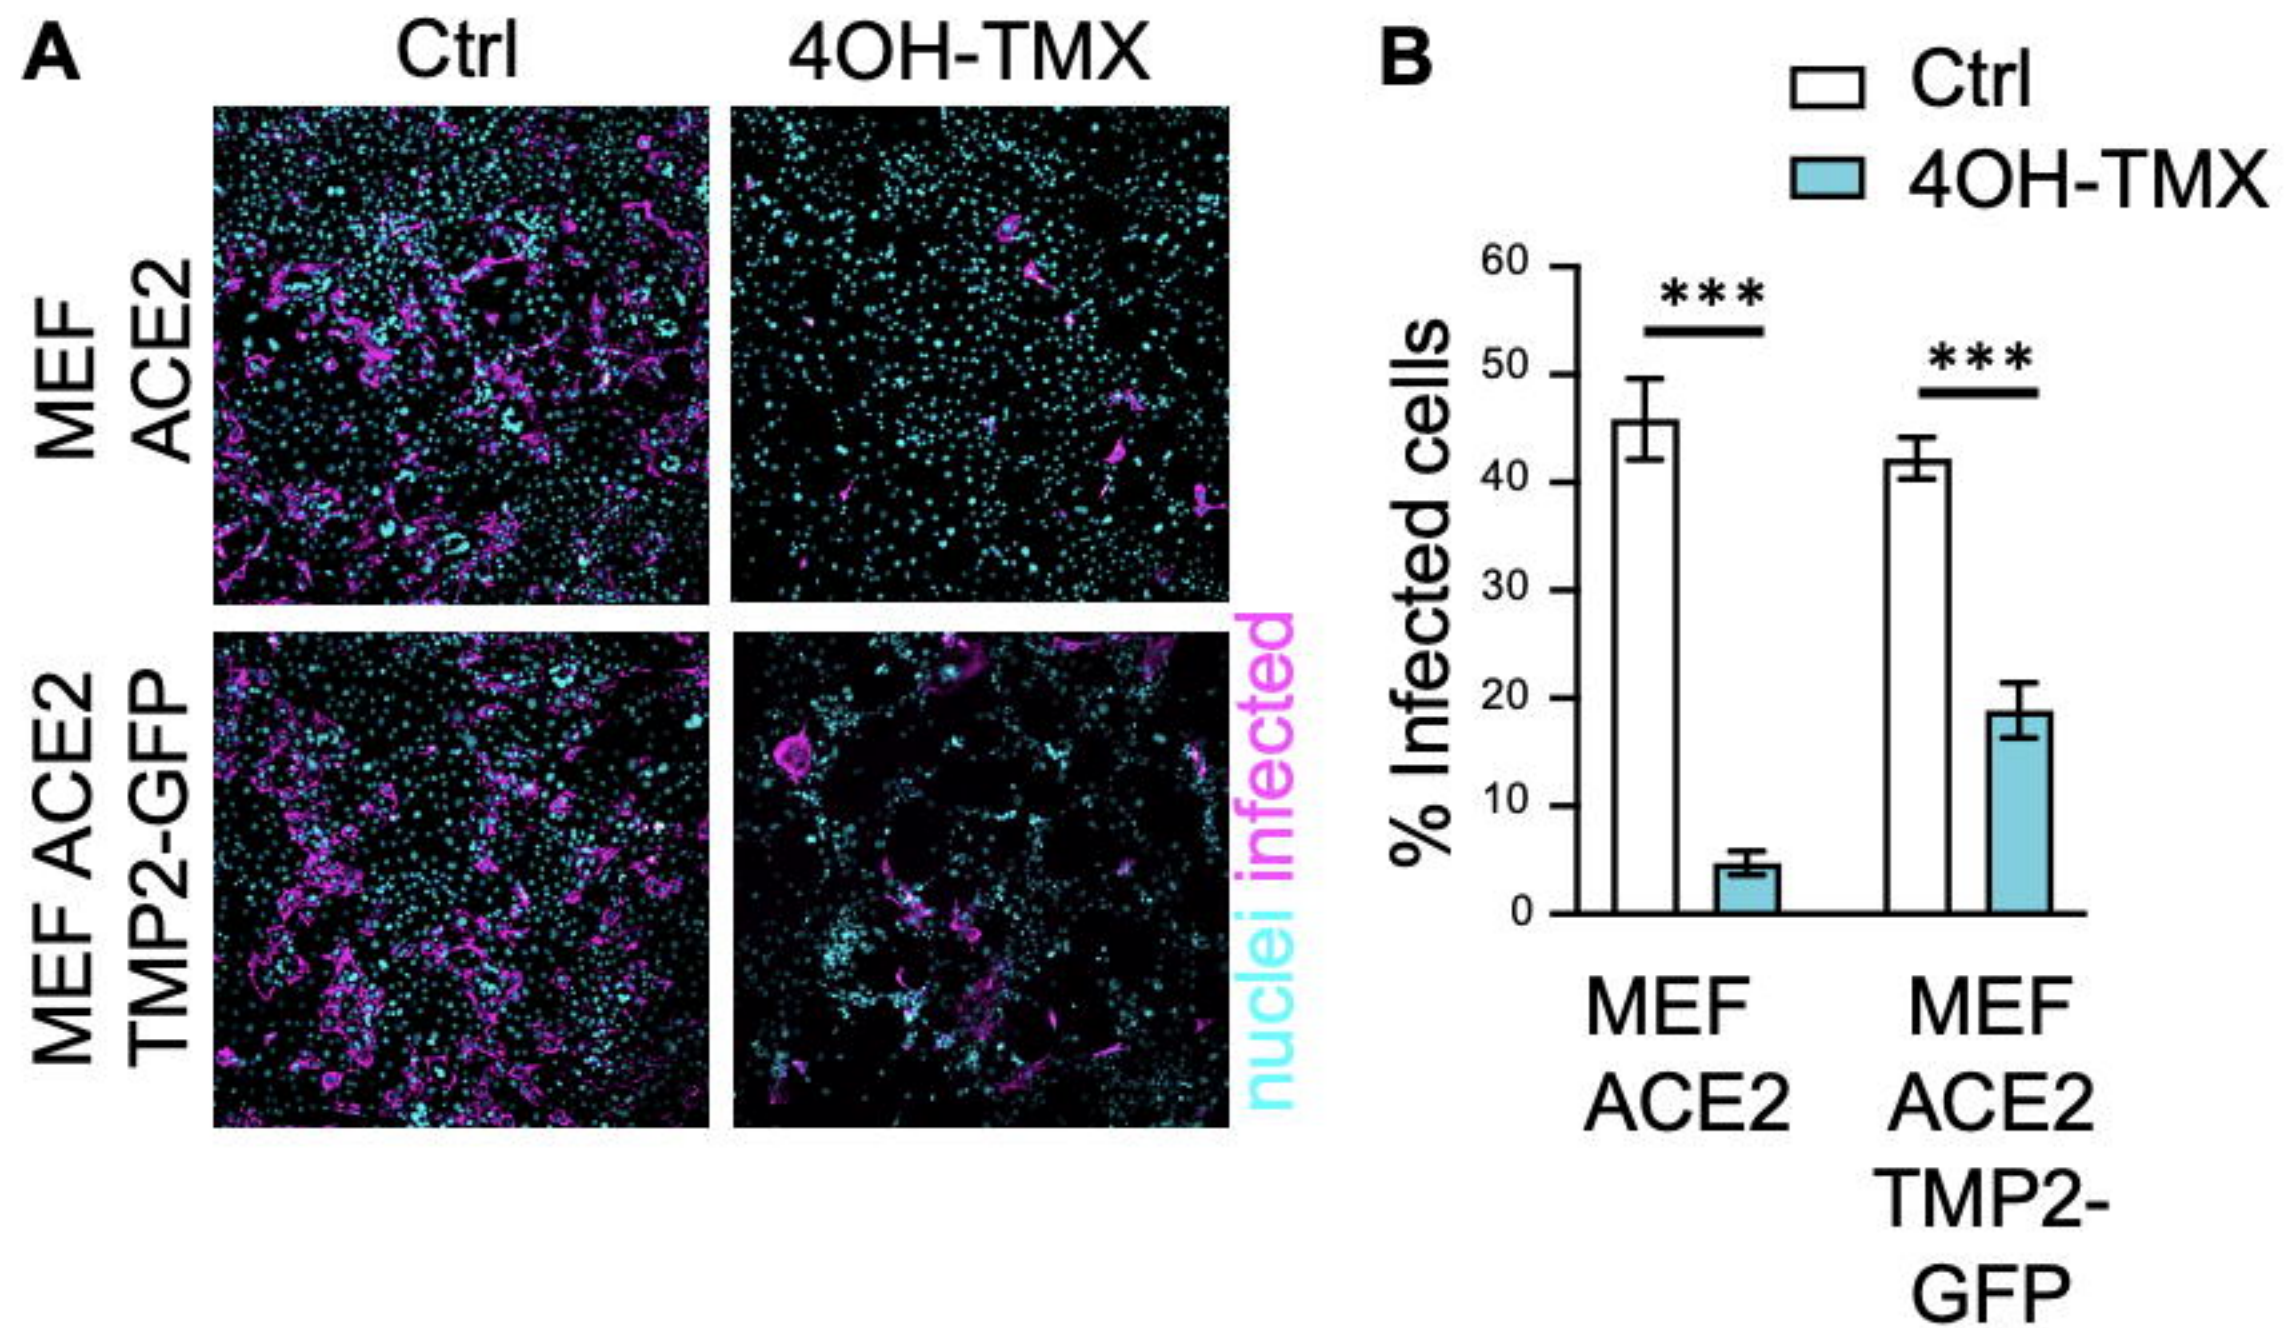 A
Ctrl
4OH-TMX
MEF
ACE2
MEF ACE2
TMP2-GFP
nuclei infected
B
Ctrl
4OH-TMX
% Infected cells
60
50
40
30
20
10
0
***
***
MEF
ACE2
MEF
ACE2
TMP2-
GFP